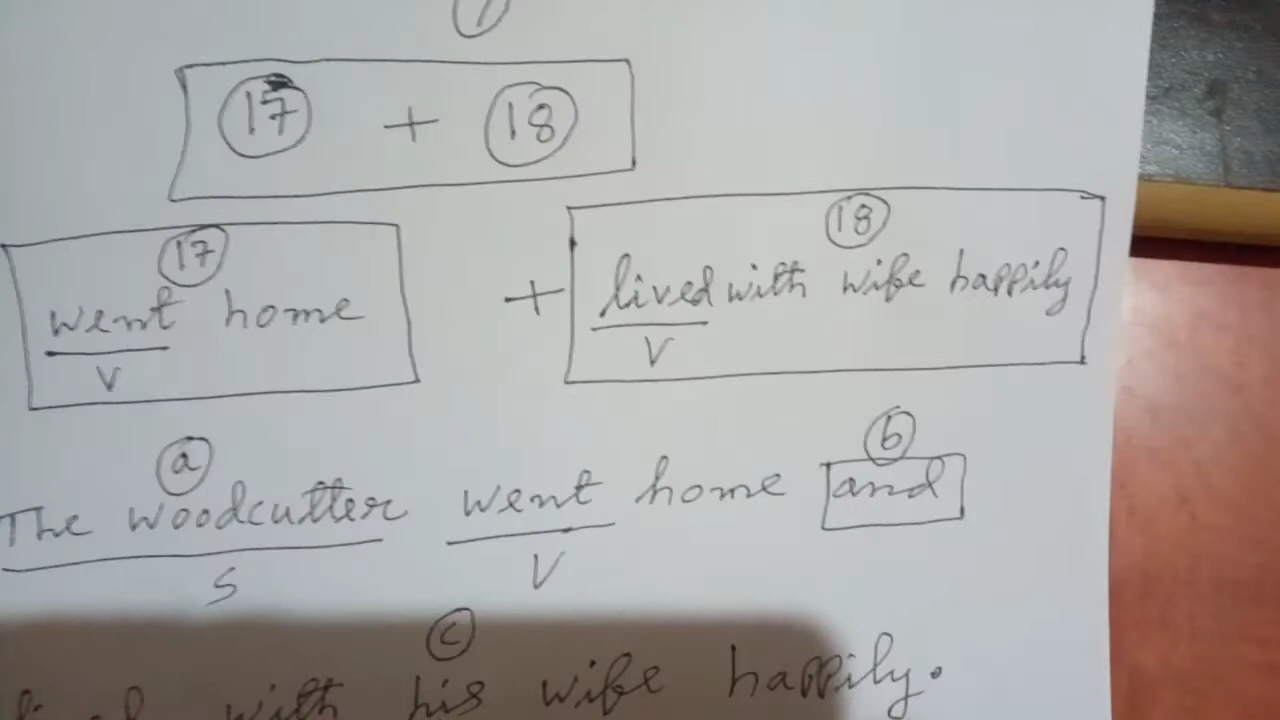 17 + 18
17
went home
V
+
18
lived with wife happily
V
a
b
The woodcutter went home and
S V
c
with his wife happily.